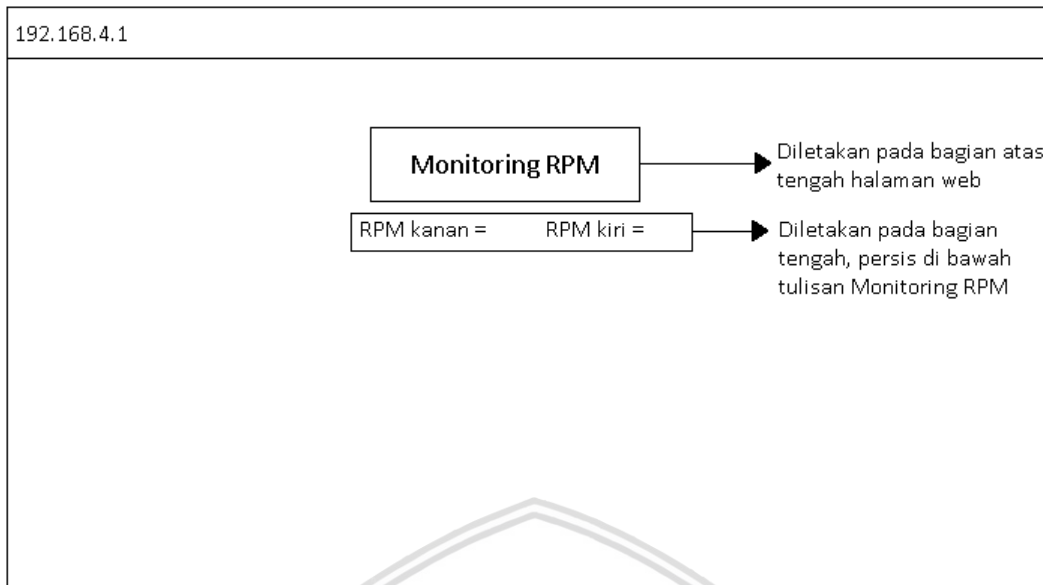 192.168.4.1
Monitoring RPM
Diletakan pada bagian atas
tengah halaman web
RPM kanan = RPM kiri =
Diletakan pada bagian
tengah, persis di bawah
tulisan Monitoring RPM